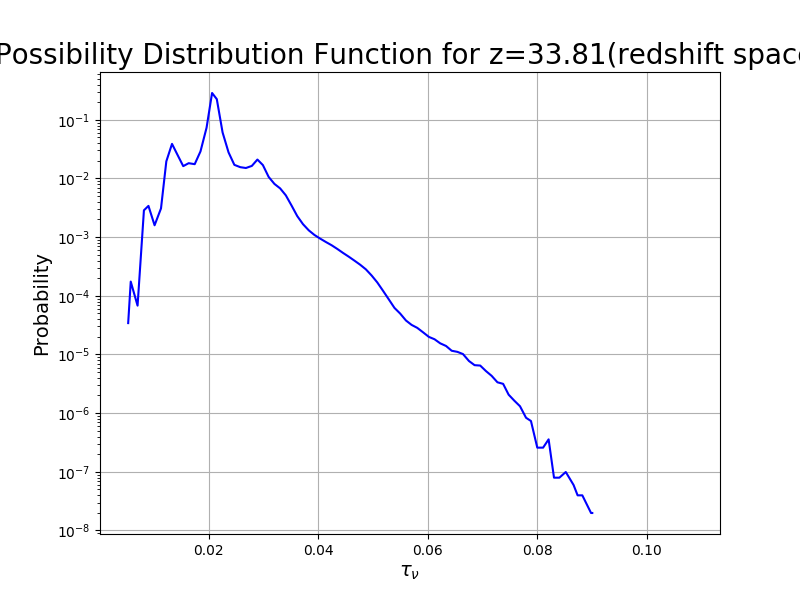 Possibility Distribution Function for z=33.81(redshift space
Probability
10⁻¹
10⁻²
10⁻³
10⁻⁴
10⁻⁵
10⁻⁶
10⁻⁷
10⁻⁸
0.02 0.04 0.06 0.08 0.10
τ_ν